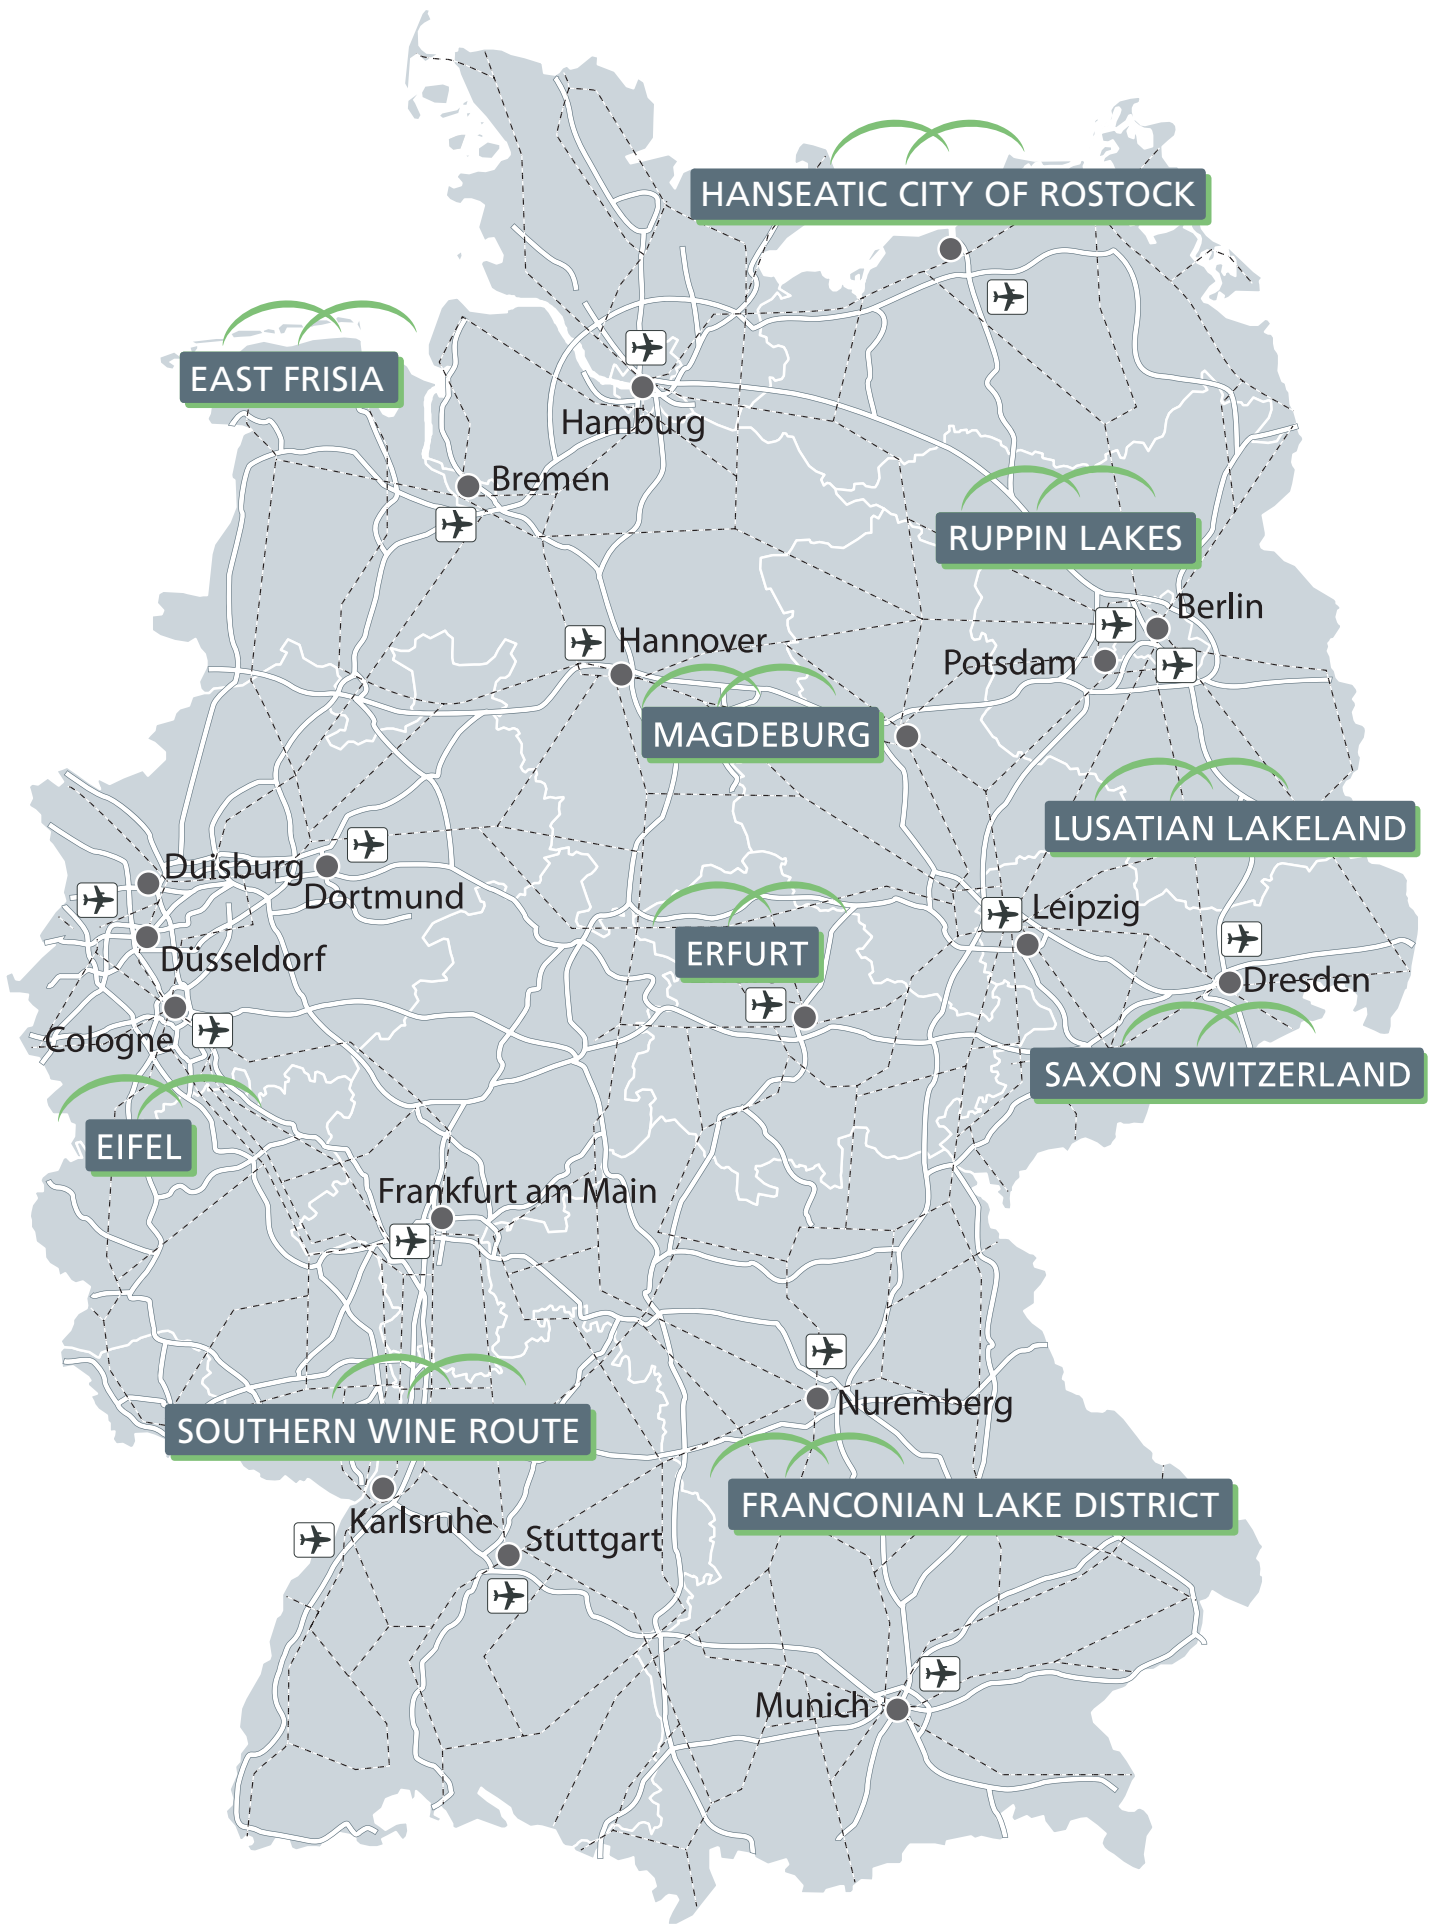 HANSEATIC CITY OF ROSTOCK
EAST FRISIA
Hamburg
Bremen
RUPPIN LAKES
Berlin
Hannover
Potsdam
MAGDEBURG
LUSATIAN LAKELAND
Duisburg
Dortmund
Leipzig
ERFURT
Düsseldorf
Dresden
Cologne
SAXON SWITZERLAND
EIFEL
Frankfurt am Main
Nuremberg
SOUTHERN WINE ROUTE
FRANCONIAN LAKE DISTRICT
Karlsruhe
Stuttgart
Munich